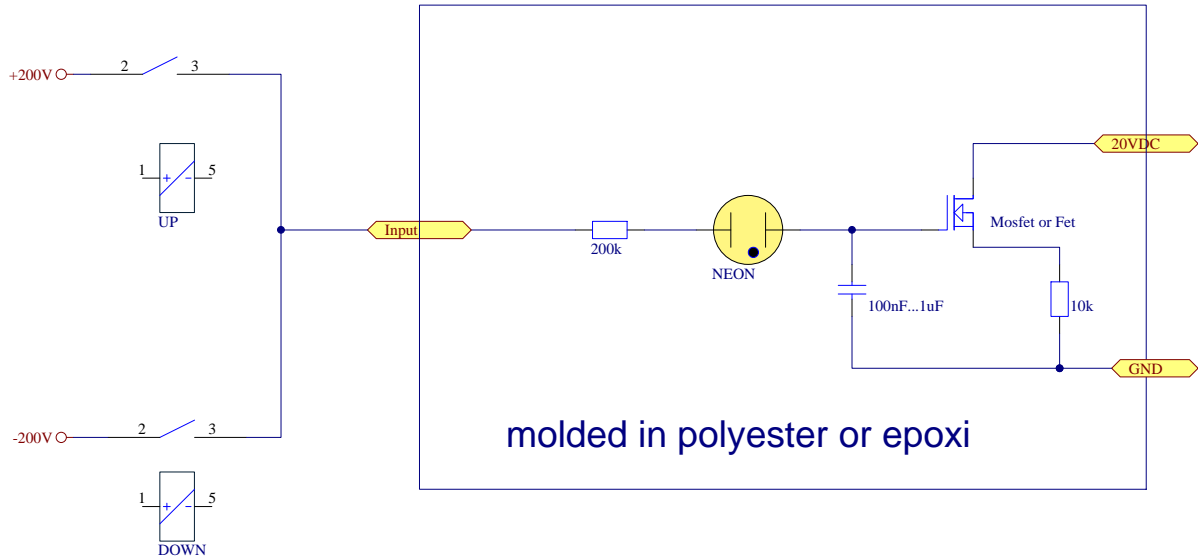 +200V
2
3
1
+
-
5
UP
Input
200k
NEON
100nF...1uF
Mosfet or Fet
20VDC
10k
GND
-200V
2
3
1
+
-
5
DOWN
molded in polyester or epoxi